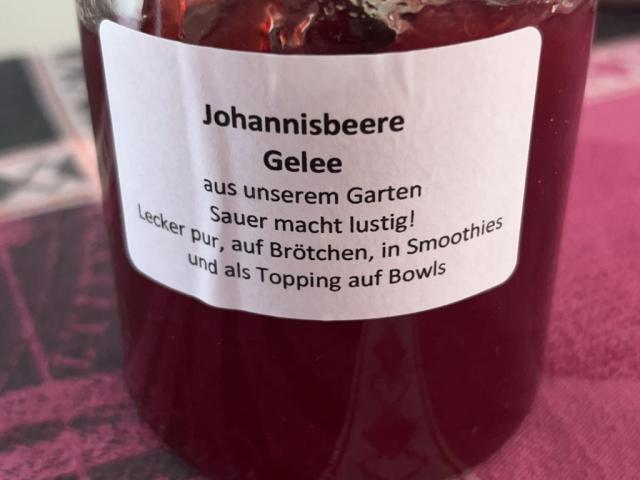 Johannisbeere
Gelee
aus unserem Garten
Sauer macht lustig!
Lecker pur, auf Brötchen, in Smoothies
und als Topping auf Bowls